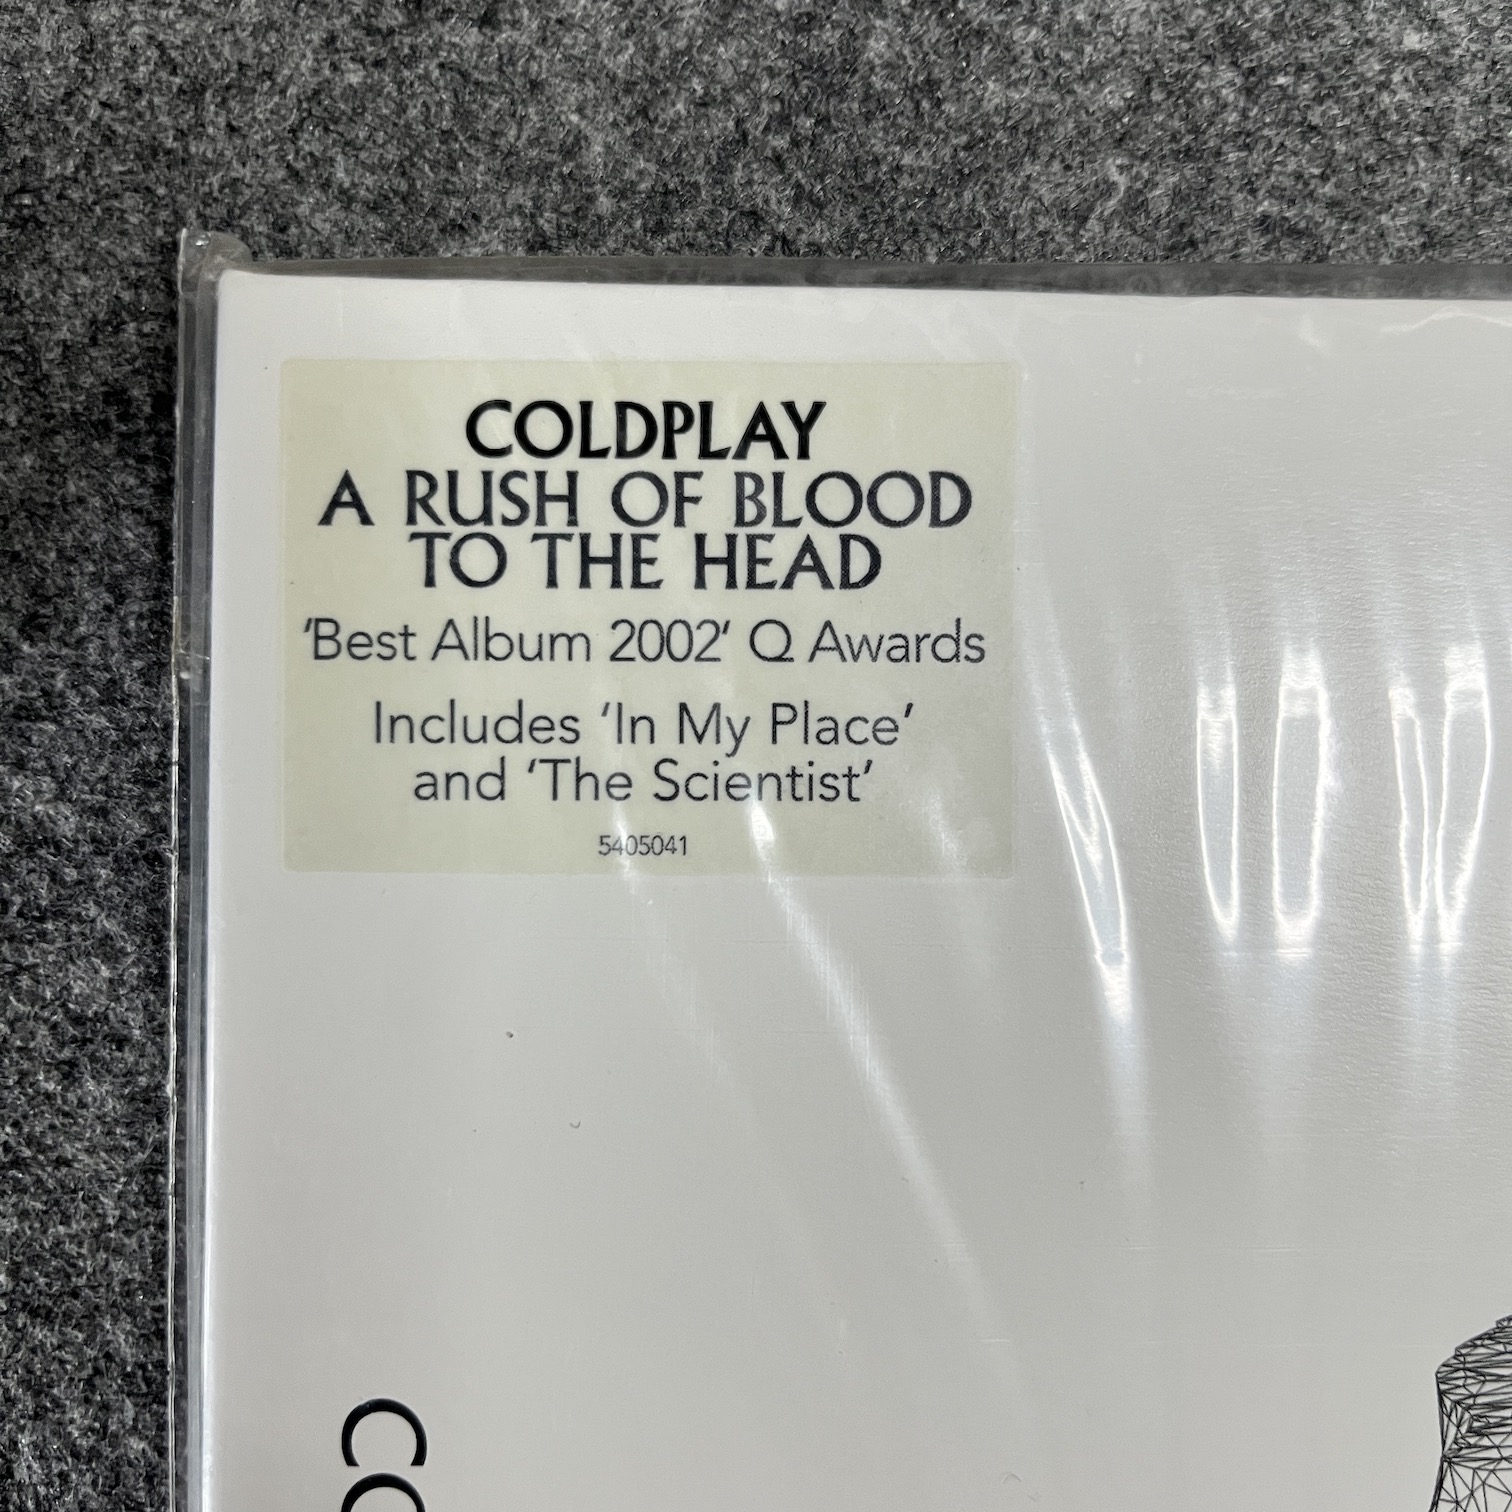 COLDPLAY
A RUSH OF BLOOD
TO THE HEAD
'Best Album 2002' Q Awards
Includes ‘In My Place’
and ‘The Scientist’
5405041